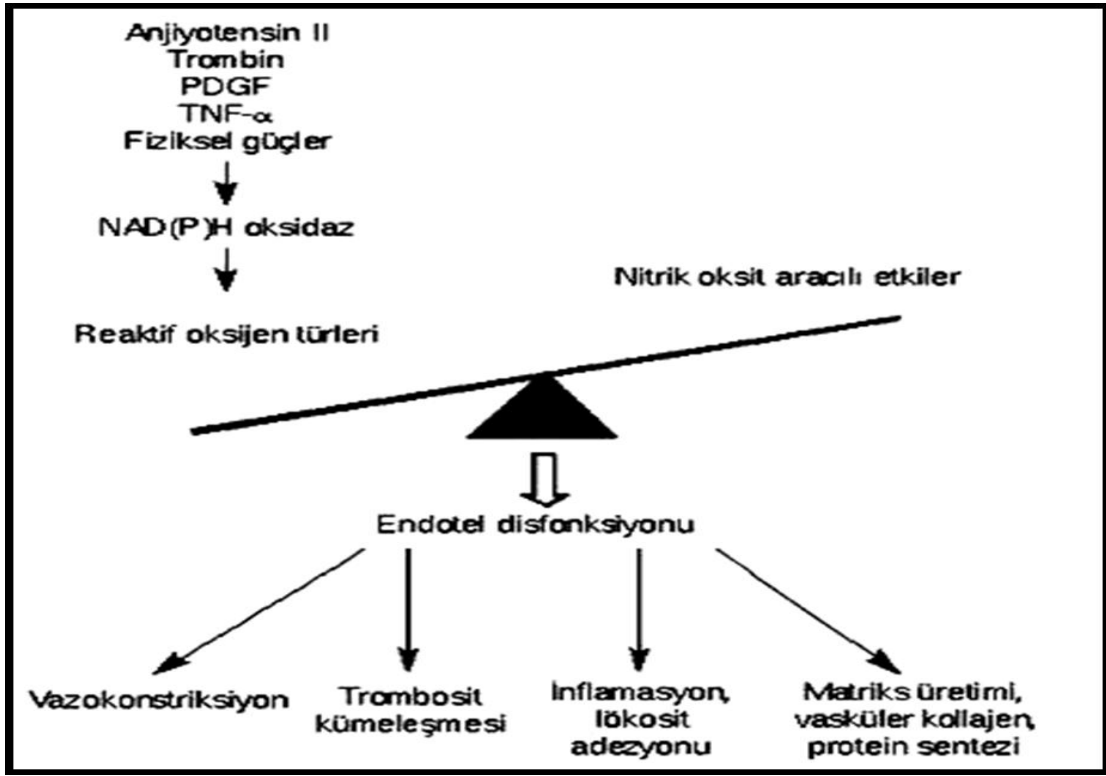 Anjiyotensin II
Trombin
PDGF
TNF-α
Fiziksel güçler
NAD(P)H oksidaz
Nitrik oksit aracılı etkiler
Reaktif oksijen türleri
Endotel disfonksiyonu
Vazokonstriksiyon
Trombosit
kümeleşmesi
İnflamasyon,
lökosit
adezyonu
Matriks üretimi,
vasküler kollajen,
protein sentezi